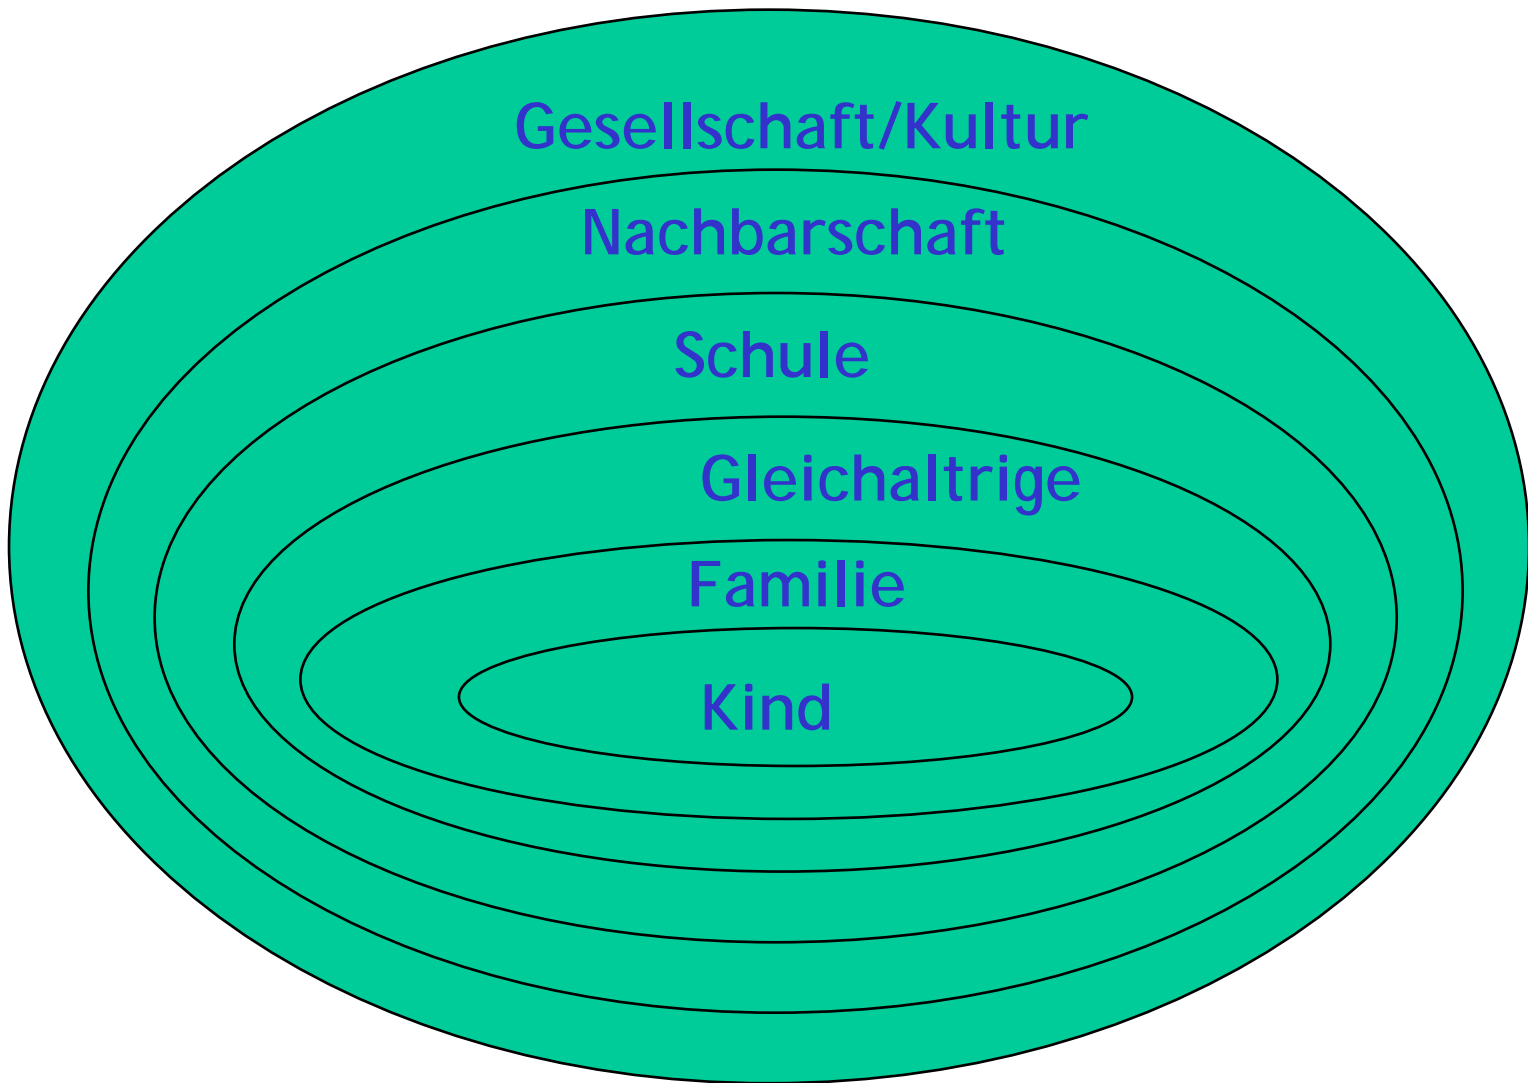 Gesellschaft/Kultur
Nachbarschaft
Schule
Gleichaltrige
Familie
Kind